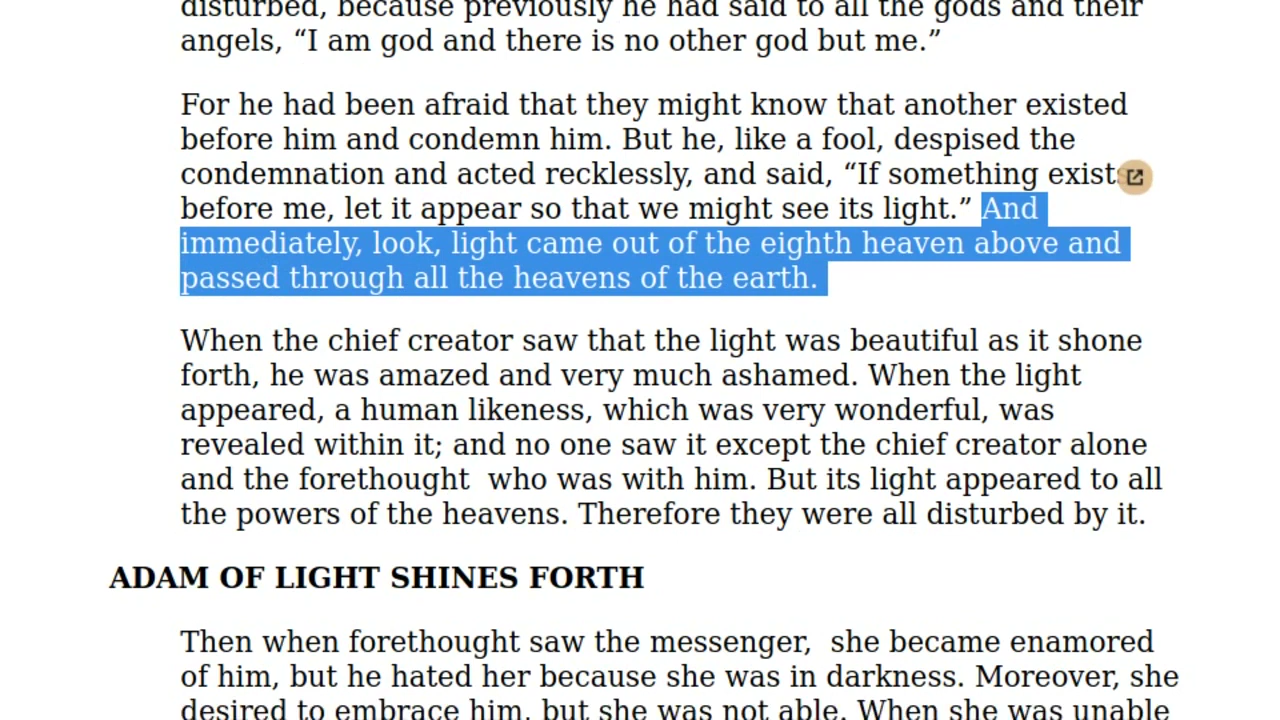 disturbed, because previously he had said to all the gods and their
angels, “I am god and there is no other god but me.”
For he had been afraid that they might know that another existed
before him and condemn him. But he, like a fool, despised the
condemnation and acted recklessly, and said, “If something exists
before me, let it appear so that we might see its light.” And
immediately, look, light came out of the eighth heaven above and
passed through all the heavens of the earth.
When the chief creator saw that the light was beautiful as it shone
forth, he was amazed and very much ashamed. When the light
appeared, a human likeness, which was very wonderful, was
revealed within it; and no one saw it except the chief creator alone
and the forethought  who was with him. But its light appeared to all
the powers of the heavens. Therefore they were all disturbed by it.
ADAM OF LIGHT SHINES FORTH
Then when forethought saw the messenger,  she became enamored
of him, but he hated her because she was in darkness. Moreover, she
desired to embrace him, but she was not able. When she was unable